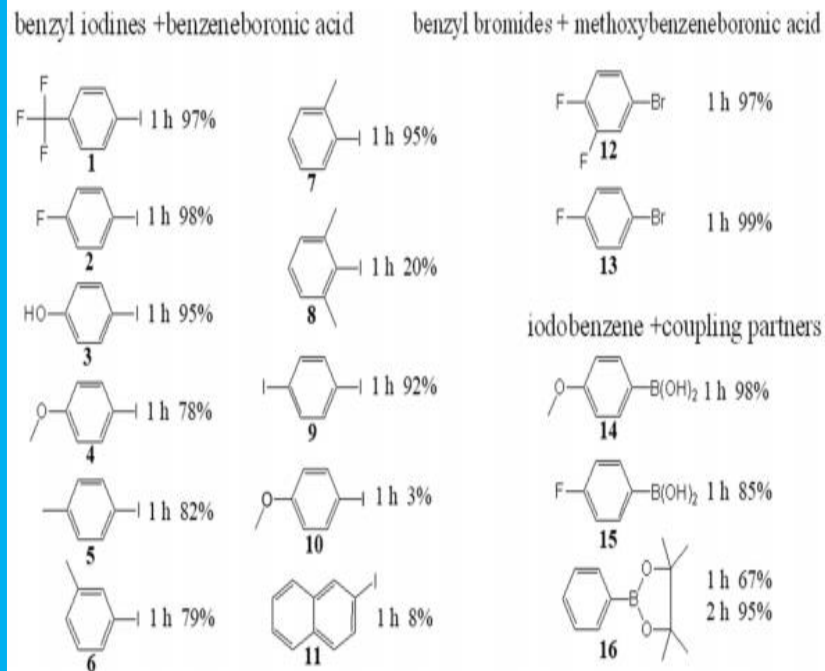 benzyl iodines +benzeneboronic acid
F
F
F
I 1 h 97%
1
F
I 1 h 98%
2
HO
I 1 h 95%
3
O
I 1 h 78%
4
I 1 h 82%
5
I 1 h 79%
6
I 1 h 95%
7
I 1 h 20%
8
I
I 1 h 92%
9
O
I 1 h 3%
10
I
1 h 8%
11
benzyl bromides + methoxybenzeneboronic acid
F
Br 1 h 97%
F
12
F
Br 1 h 99%
13
iodobenzene +coupling partners
O
B(OH)2 1 h 98%
14
F
B(OH)2 1 h 85%
15
O
B
O
1 h 67%
2 h 95%
16